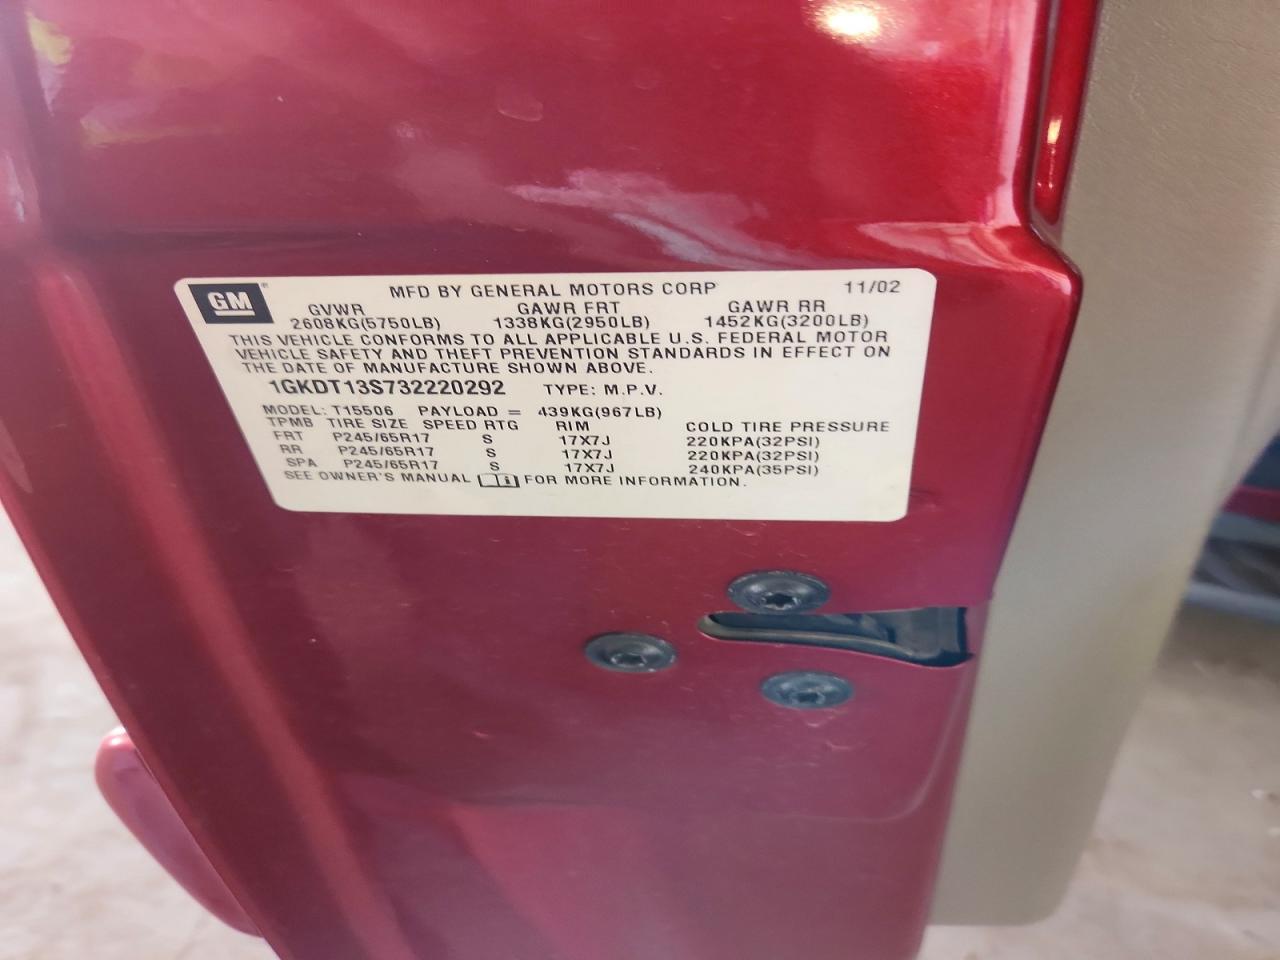 GM MFD BY GENERAL MOTORS CORP 11/02
GVWR GAWR FRT GAWR RR
2608KG(5750LB) 1338KG(2950LB) 1452KG(3200LB)
THIS VEHICLE CONFORMS TO ALL APPLICABLE U.S. FEDERAL MOTOR
VEHICLE SAFETY AND THEFT PREVENTION STANDARDS IN EFFECT ON
THE DATE OF MANUFACTURE SHOWN ABOVE.
1GKDT13S732220292 TYPE: M.P.V.
MODEL: T15506 PAYLOAD = 439KG(967LB)
TPMB TIRE SIZE SPEED RTG RIM COLD TIRE PRESSURE
FRT P245/65R17 S 17X7J 220KPA(32PSI)
RR P245/65R17 S 17X7J 220KPA(32PSI)
SPA P245/65R17 S 17X7J 240KPA(35PSI)
SEE OWNER'S MANUAL FOR MORE INFORMATION.